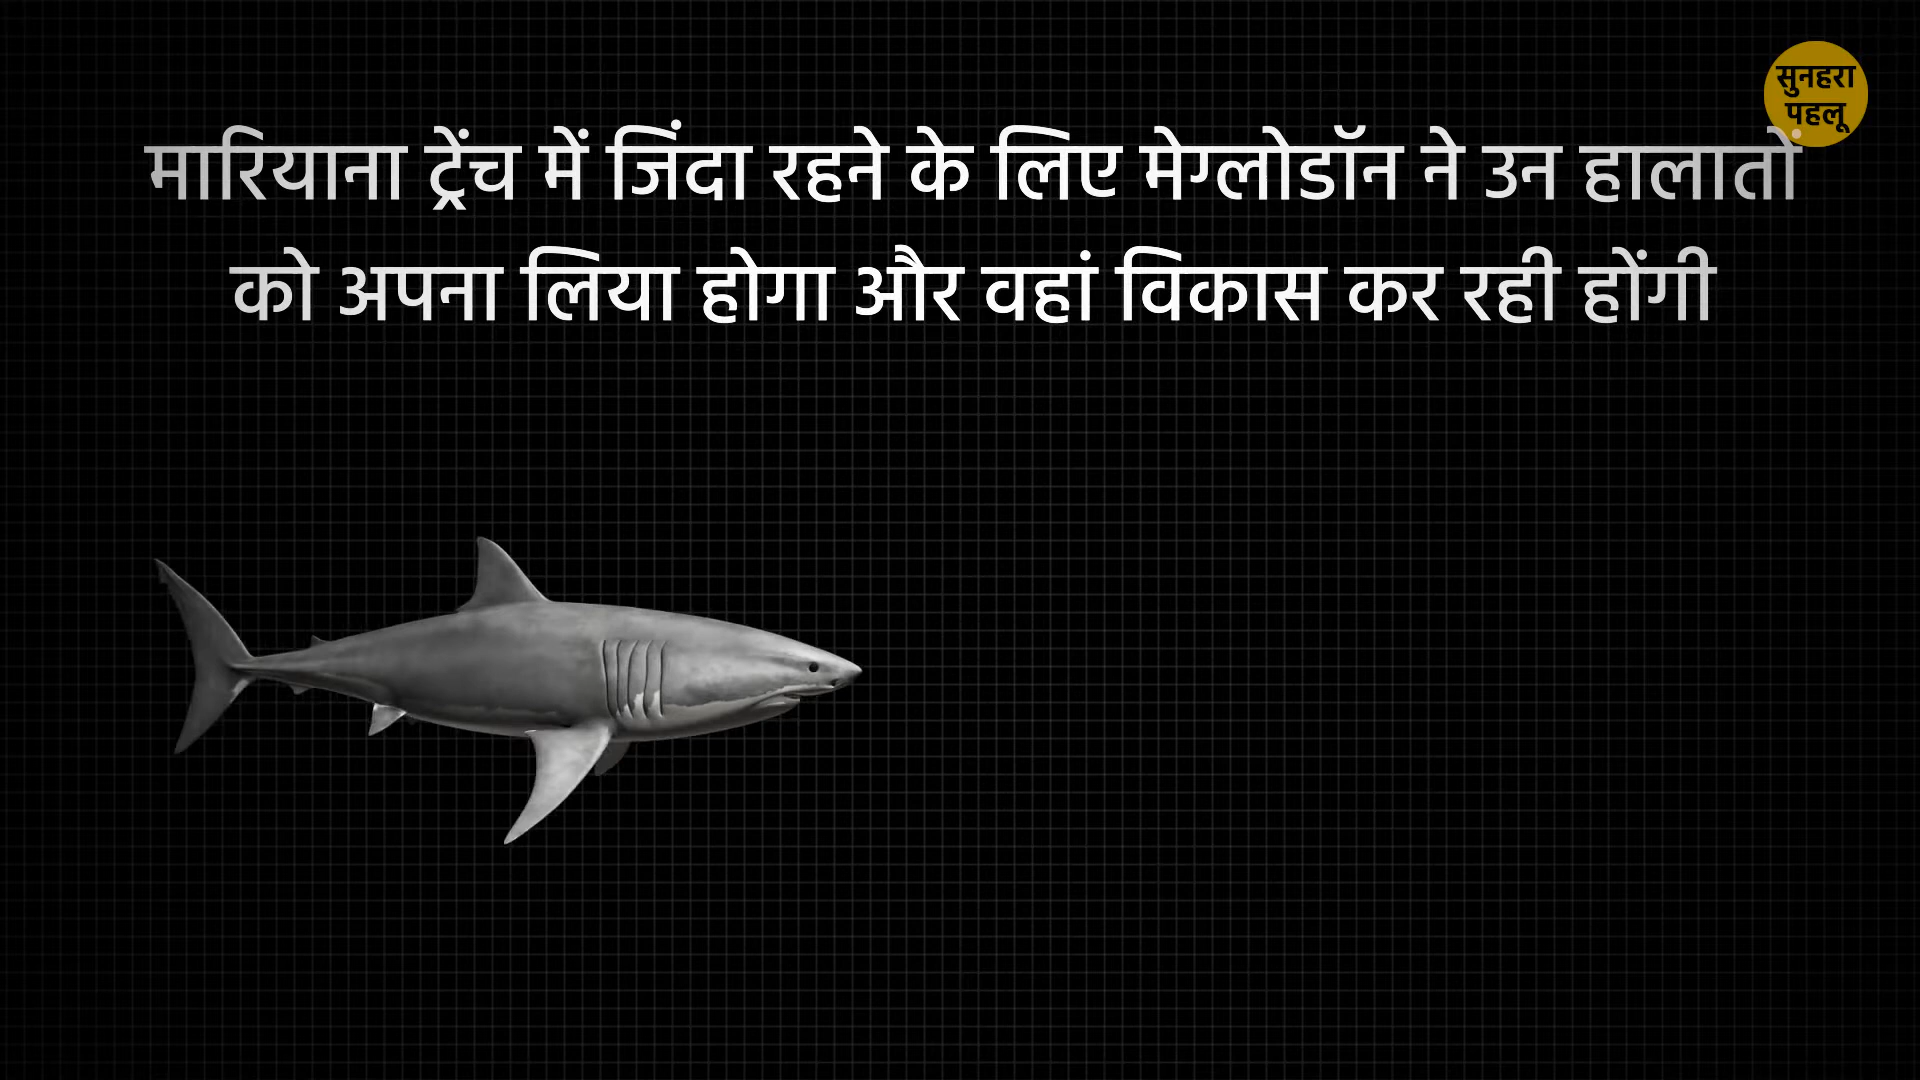 सुनहरा
पहलू
मारियाना ट्रेंच में जिंदा रहने के लिए मेग्लोडॉन ने उन हालातों
को अपना लिया होगा और वहां विकास कर रही होंगी